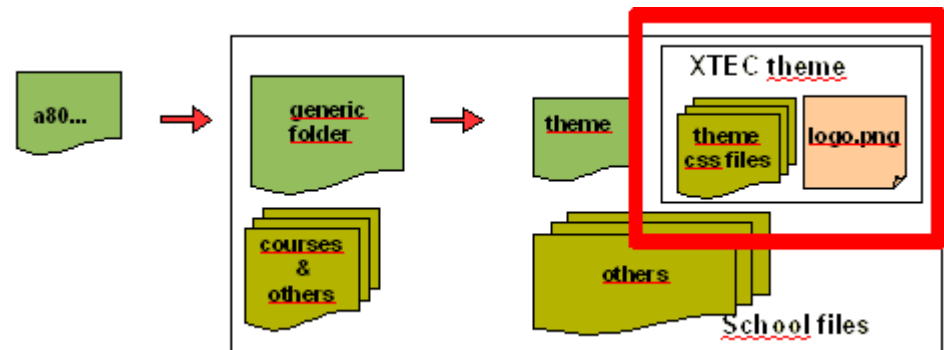 a80...
generic
folder
theme
XTEC theme
theme
css files
logo.png
courses
&
others
others
School files